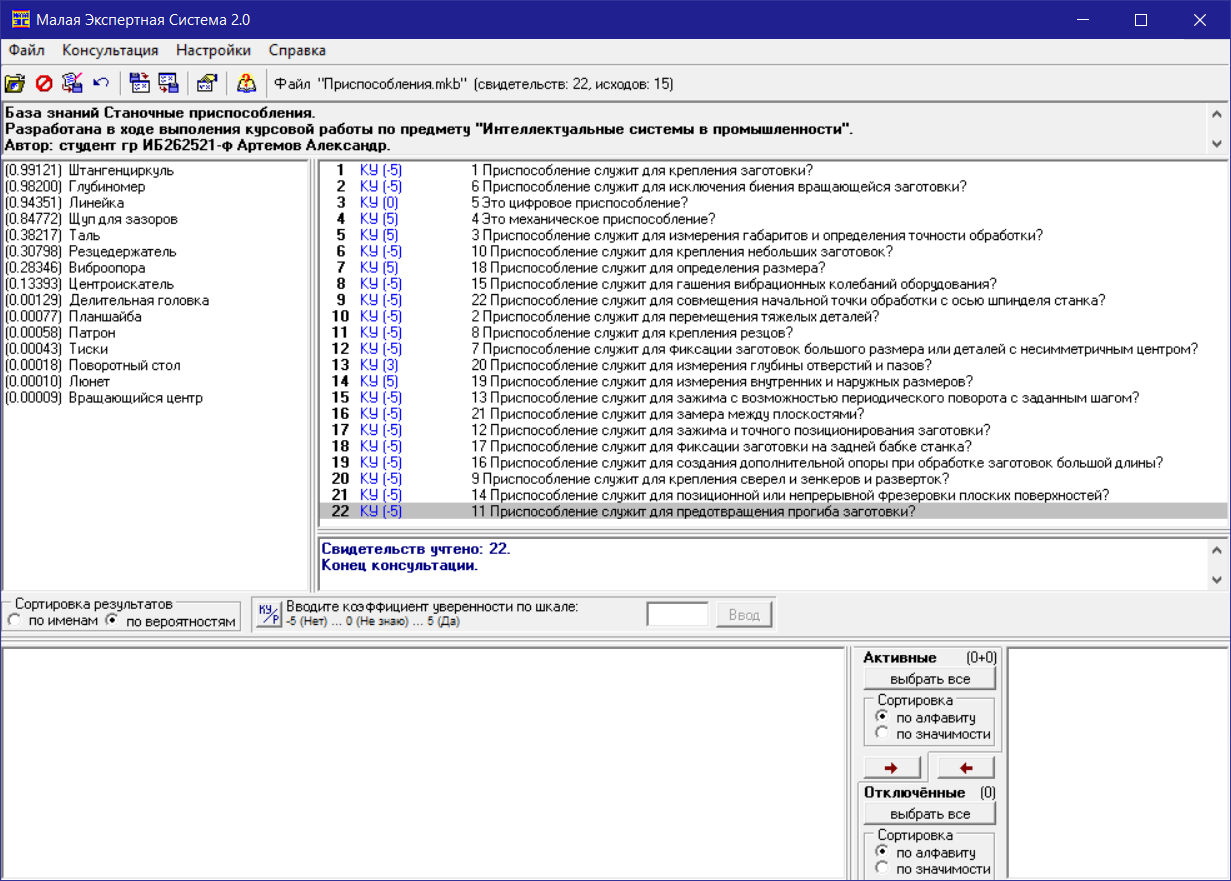 Малая Экспертная Система 2.0
Файл Консультация Настройки Справка
Файл "Приспособления.mkb" (свидетельств: 22, исходов: 15)
База знаний Станочные приспособления.
Разработана в ходе выполения курсовой работы по предмету "Интеллектуальные системы в промышленности".
Автор: студент гр ИБ262521-ф Артемов Александр.
(0.99121) Штангенциркуль
(0.98200) Глубиномер
(0.94351) Линейка
(0.84772) Щуп для зазоров
(0.38217) Таль
(0.30798) Резцедержатель
(0.28346) Виброопора
(0.13393) Центроискатель
(0.00129) Делительная головка
(0.00077) Планшайба
(0.00058) Патрон
(0.00043) Тиски
(0.00018) Поворотный стол
(0.00010) Люнет
(0.00009) Вращающийся центр
1 КУ (-5) 1 Приспособление служит для крепления заготовки?
2 КУ (-5) 6 Приспособление служит для исключения биения вращающейся заготовки?
3 КУ (0) 5 Это цифровое приспособление?
4 КУ (5) 4 Это механическое приспособление?
5 КУ (5) 3 Приспособление служит для измерения габаритов и определения точности обработки?
6 КУ (-5) 10 Приспособление служит для крепления небольших заготовок?
7 КУ (5) 18 Приспособление служит для определения размера?
8 КУ (-5) 15 Приспособление служит для гашения вибрационных колебаний оборудования?
9 КУ (-5) 22 Приспособление служит для совмещения начальной точки обработки с осью шпинделя станка?
10 КУ (-5) 2 Приспособление служит для перемещения тяжелых деталей?
11 КУ (-5) 8 Приспособление служит для крепления резцов?
12 КУ (-5) 7 Приспособление служит для фиксации заготовок большого размера или деталей с несимметричным центром?
13 КУ (3) 20 Приспособление служит для измерения глубины отверстий и пазов?
14 КУ (5) 19 Приспособление служит для измерения внутренних и наружных размеров?
15 КУ (-5) 13 Приспособление служит для зажима с возможностью периодического поворота с заданным шагом?
16 КУ (-5) 21 Приспособление служит для замера между плоскостями?
17 КУ (-5) 12 Приспособление служит для зажима и точного позиционирования заготовки?
18 КУ (-5) 17 Приспособление служит для фиксации заготовки на задней бабке станка?
19 КУ (-5) 16 Приспособление служит для создания дополнительной опоры при обработке заготовок большой длины?
20 КУ (-5) 9 Приспособление служит для крепления сверел и зенкеров и разверток?
21 КУ (-5) 14 Приспособление служит для позиционной или непрерывной фрезеровки плоских поверхностей?
22 КУ (-5) 11 Приспособление служит для предотвращения прогиба заготовки?
Свидетельств учтено: 22.
Конец консультации.
Сортировка результатов
по именам по вероятностям
КУ/Р Вводите коэффициент уверенности по шкале:
-5 (Нет) ... 0 (Не знаю) ... 5 (Да)
Ввод
Активные (0+0)
выбрать все
Сортировка
по алфавиту
по значимости
Отключённые (0)
выбрать все
Сортировка
по алфавиту
по значимости